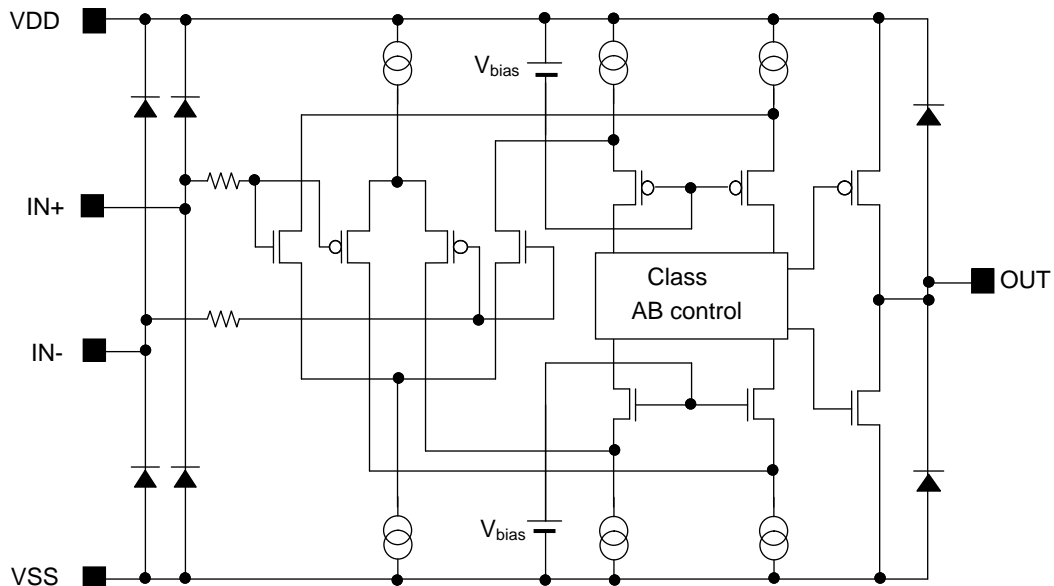 VDD
Vbias
IN+
Class
AB control
OUT
IN-
Vbias
VSS